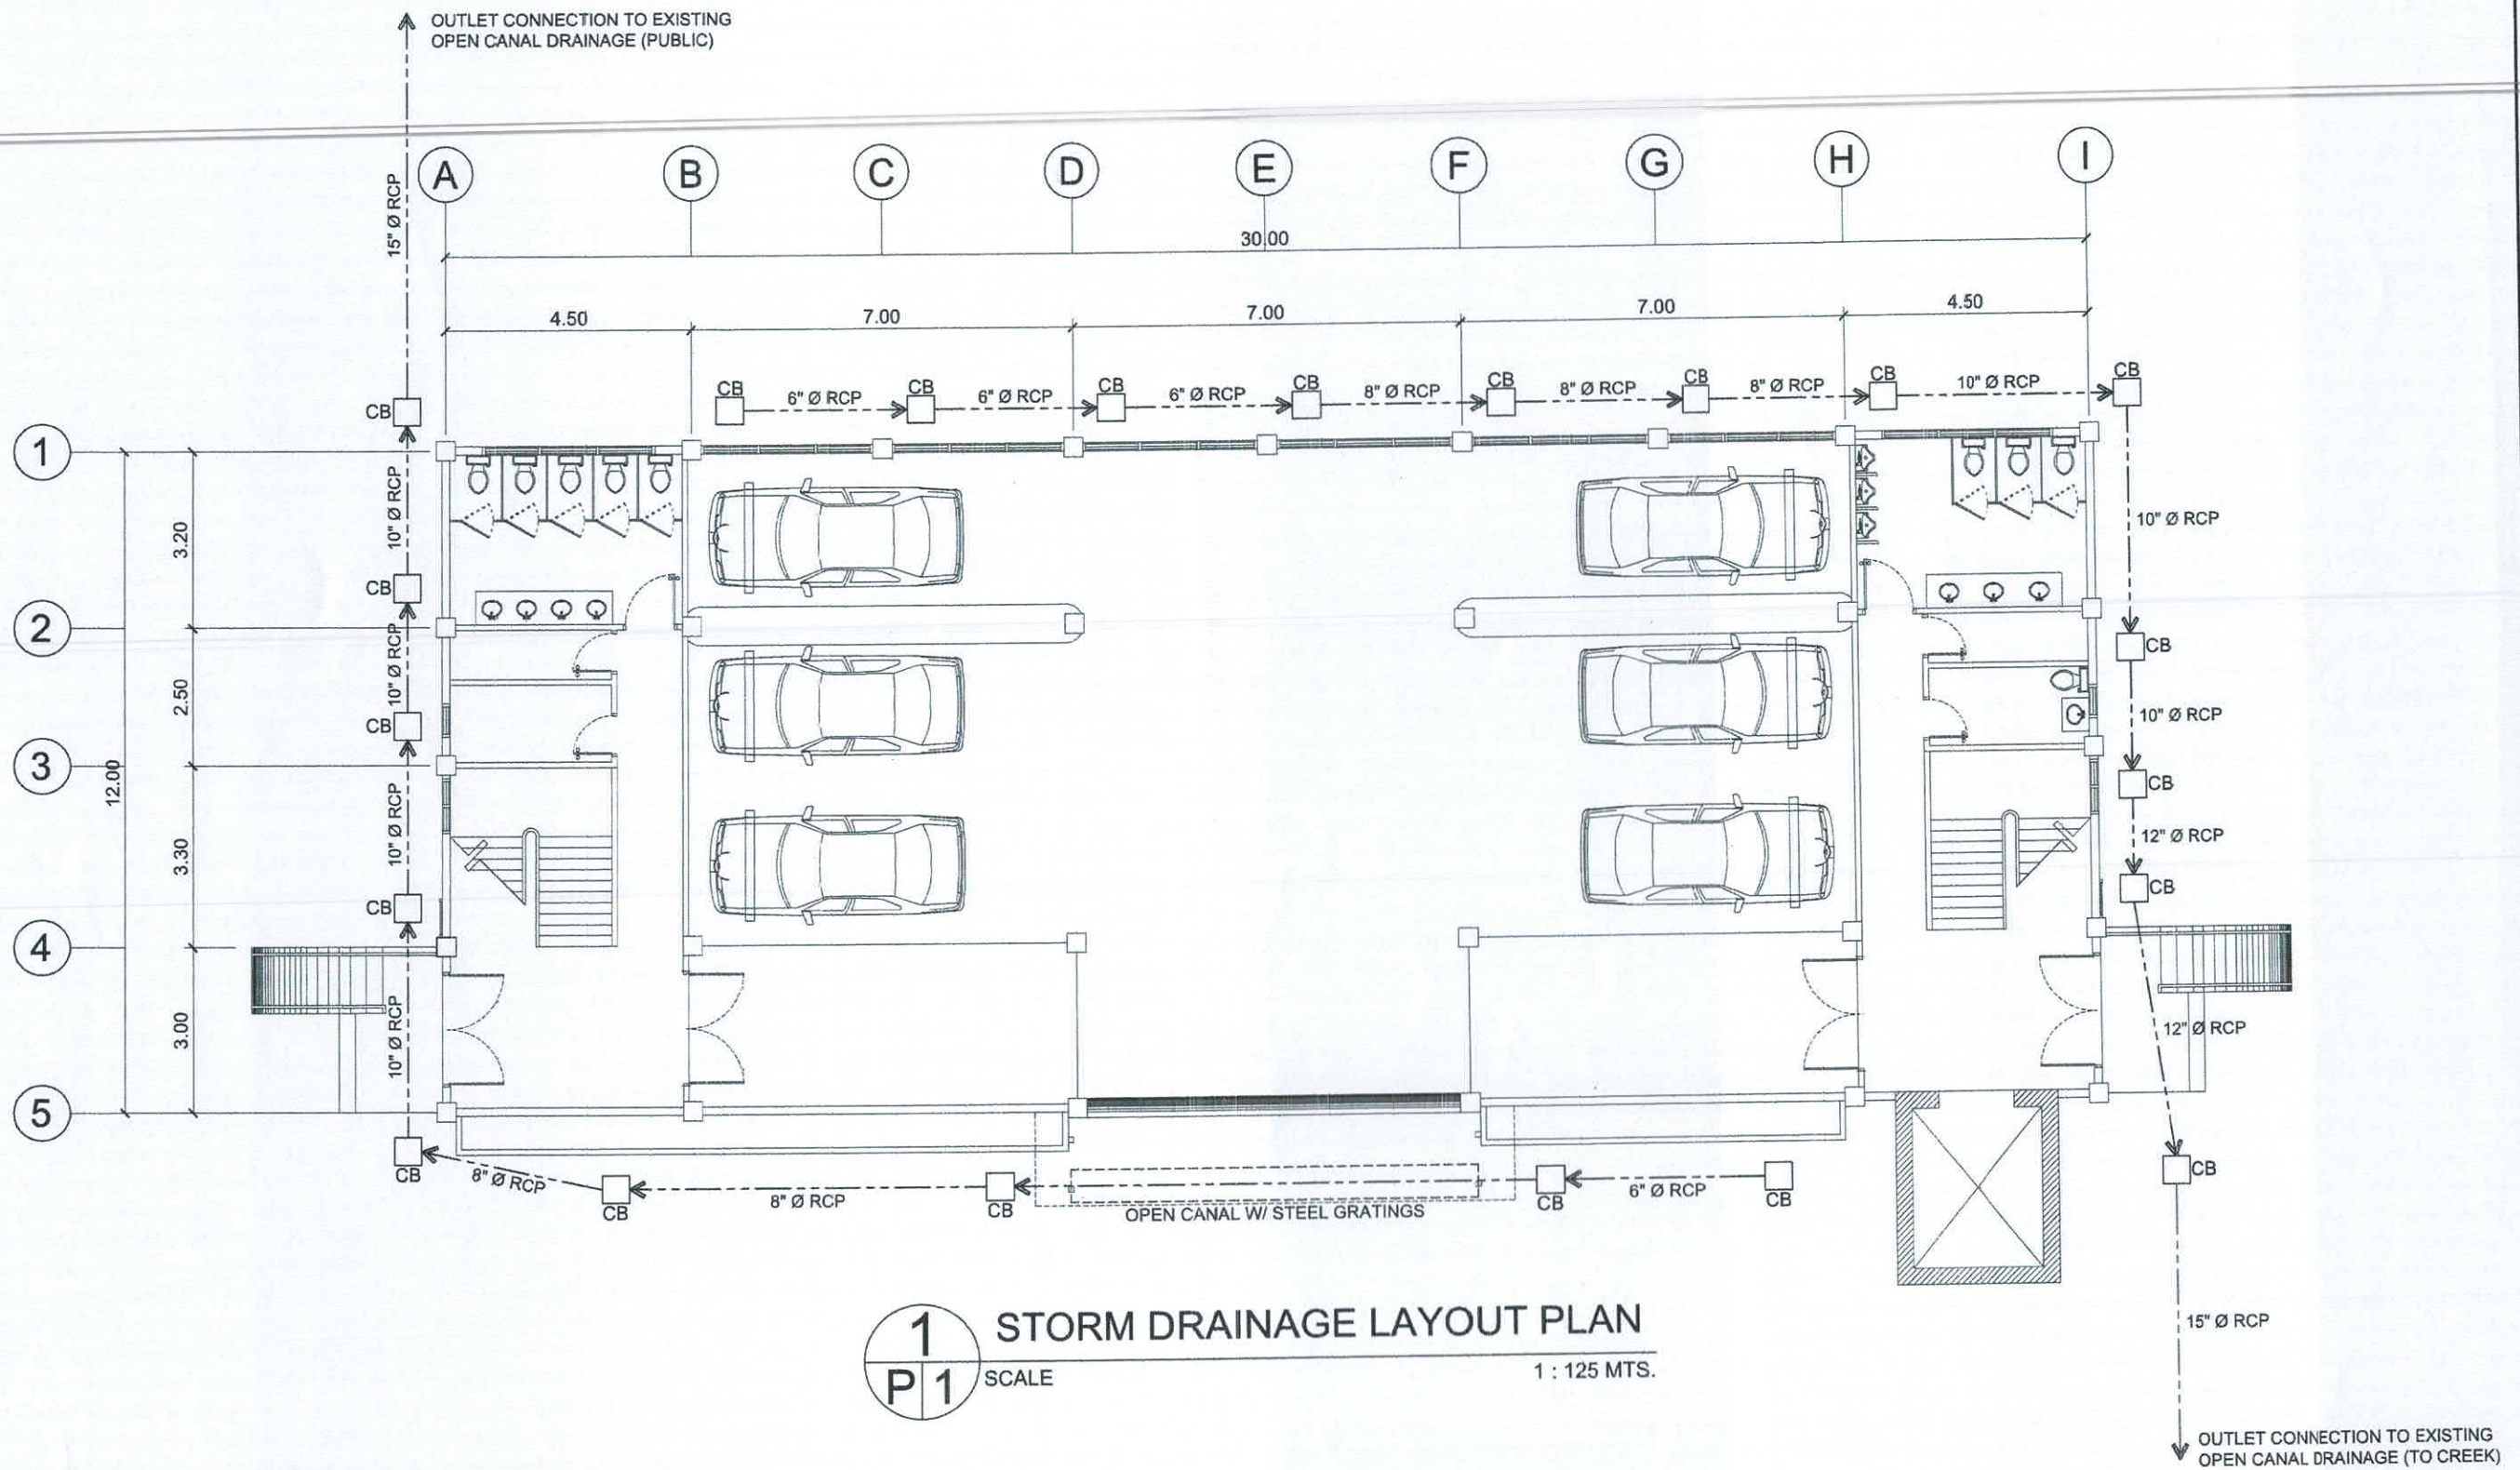 OUTLET CONNECTION TO EXISTING
OPEN CANAL DRAINAGE (PUBLIC)
15" Ø RCP
A
B
C
D
E
F
G
H
I
30.00
4.50
7.00
7.00
7.00
4.50
CB
CB
6" Ø RCP
CB
6" Ø RCP
CB
6" Ø RCP
CB
8" Ø RCP
CB
8" Ø RCP
CB
8" Ø RCP
CB
10" Ø RCP
CB
1
2
3
4
5
12.00
3.20
2.50
3.30
3.00
10" Ø RCP
CB
10" Ø RCP
CB
10" Ø RCP
CB
10" Ø RCP
CB
10" Ø RCP
CB
10" Ø RCP
CB
12" Ø RCP
CB
12" Ø RCP
CB
15" Ø RCP
8" Ø RCP
CB
8" Ø RCP
CB
OPEN CANAL W/ STEEL GRATINGS
CB
6" Ø RCP
CB
1
P 1
STORM DRAINAGE LAYOUT PLAN
SCALE
1 : 125 MTS.
OUTLET CONNECTION TO EXISTING
OPEN CANAL DRAINAGE (TO CREEK)